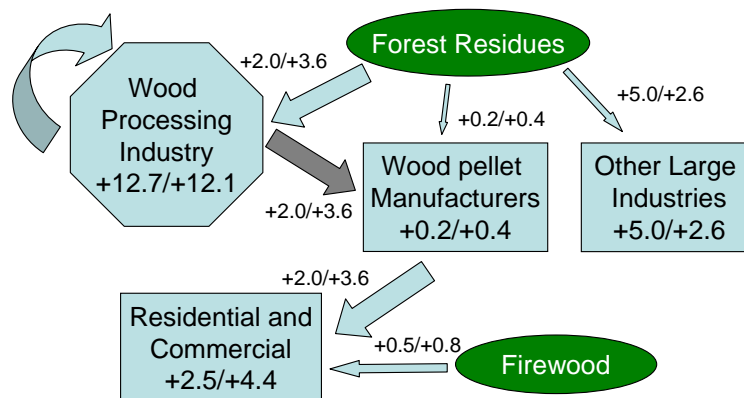 +2.0/+3.6
Forest Residues
+5.0/+2.6
Wood
Processing
Industry
+12.7/+12.1
+0.2/+0.4
+2.0/+3.6
Wood pellet
Manufacturers
+0.2/+0.4
Other Large
Industries
+5.0/+2.6
+2.0/+3.6
Residential and
Commercial
+2.5/+4.4
+0.5/+0.8
Firewood